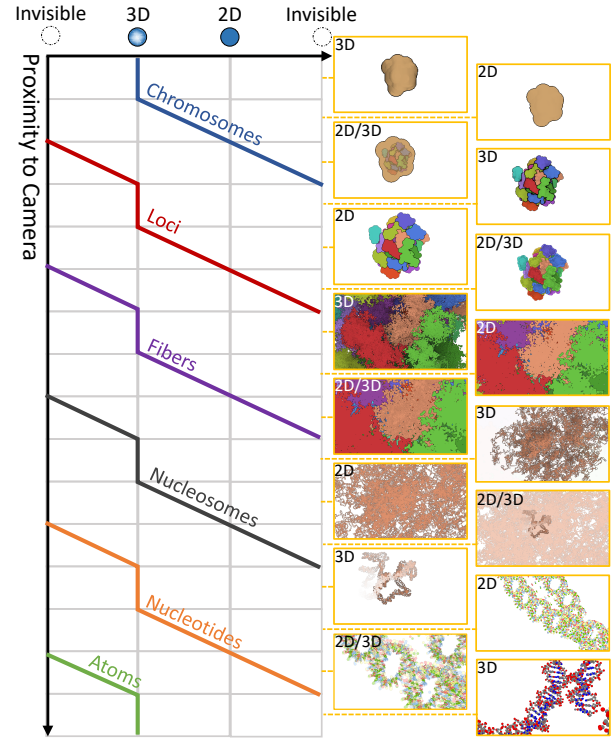 Invisible 3D 2D Invisible
Proximity to Camera
Chromosomes
Loci
Fibers
Nucleosomes
Nucleotides
Atoms
3D
2D
2D/3D
3D
2D
2D/3D
3D
2D
2D/3D
3D
2D
2D/3D
3D
2D
2D/3D
3D